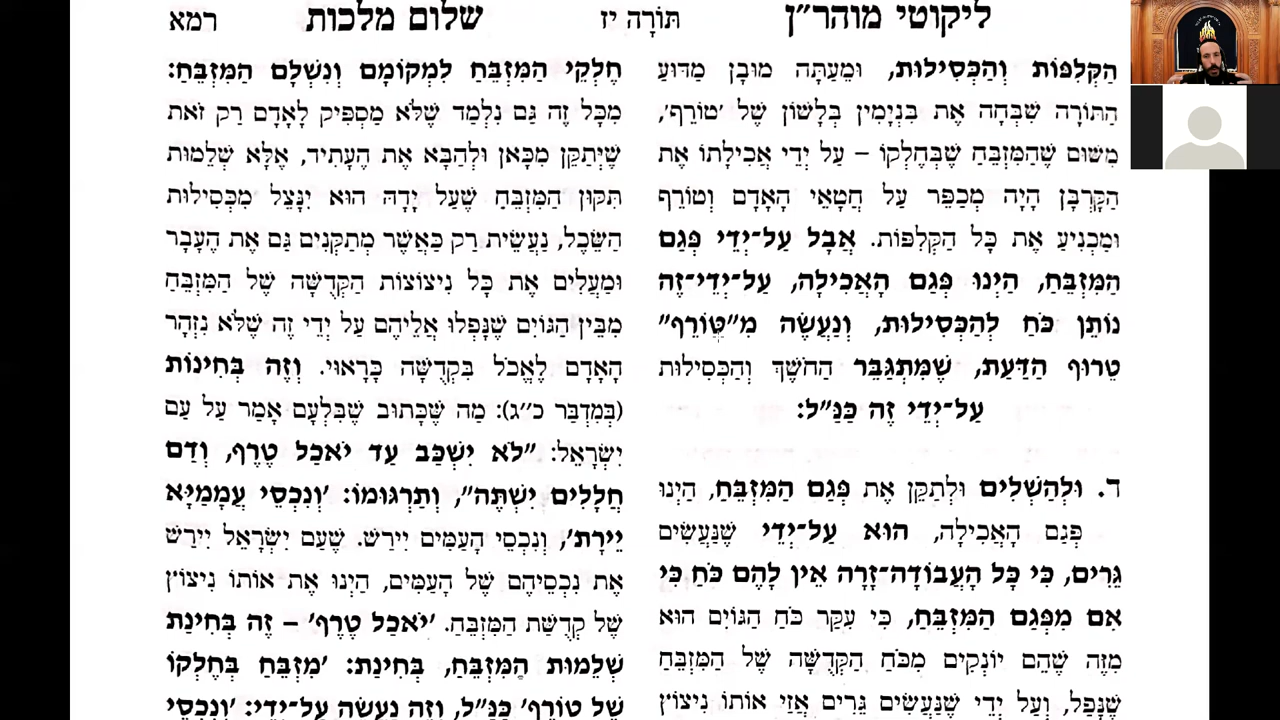 ליקוטי מוהר״ן תּוֹרָה יז שלום מלכות רמא
הַקְּלִפּוֹת וְהַכְּסִילוּת, וּמֵעַתָּה מוּבָן מַדּוּעַ
הַתּוֹרָה שִׁבְּחָה אֶת בִּנְיָמִין בִּלְשׁוֹן שֶׁל 'טוֹרֵף',
מִשּׁוּם שֶׁהַמִּזְבֵּחַ שֶׁבְּחֶלְקוֹ – עַל יְדֵי אֲכִילָתוֹ אֶת
הַקָּרְבָּן הָיָה מְכַפֵּר עַל חֲטָאֵי הָאָדָם וְטוֹרֵף
וּמַכְנִיעַ אֶת כָּל הַקְּלִפּוֹת. אֲבָל עַל־יְדֵי פְּגַם
הַמִּזְבֵּחַ, הַיְנוּ פְּגַם הָאֲכִילָה, עַל־יְדֵי־זֶה
נוֹתֵן כֹּחַ לְהַכְּסִילוּת, וְנַעֲשֶׂה מִ״טּוֹרֵף״
טֵרוּף הַדַּעַת, שֶׁמִּתְגַּבֵּר הַחֹשֶׁךְ וְהַכְּסִילוּת
עַל־יְדֵי זֶה כַּנַּ״ל:
ד. וּלְהַשְׁלִים וּלְתַקֵּן אֶת פְּגַם הַמִּזְבֵּחַ, הַיְנוּ
פְּגַם הָאֲכִילָה, הוּא עַל־יְדֵי שֶׁנַּעֲשִׂים
גֵּרִים, כִּי כָּל הָעֲבוֹדָה־זָרָה אֵין לָהֶם כֹּחַ כִּי
אִם מִפְּגַם הַמִּזְבֵּחַ, כִּי עִקַּר כֹּחַ הַגּוֹיִם הוּא
מִזֶּה שֶׁהֵם יוֹנְקִים מִכֹּחַ הַקְּדֻשָּׁה שֶׁל הַמִּזְבֵּחַ
שֶׁנָּפַל, וְעַל יְדֵי שֶׁנַּעֲשִׂים גֵּרִים אֲזַי אוֹתוֹ נִיצוֹץ
חֶלְקֵי הַמִּזְבֵּחַ לִמְקוֹמָם וְנִשְׁלָם הַמִּזְבֵּחַ:
מִכָּל זֶה גַּם נִלְמַד שֶׁלֹּא מַסְפִּיק לָאָדָם רַק זֹאת
שֶׁיְּתַקֵּן מִכָּאן וּלְהַבָּא אֶת הֶעָתִיד, אֶלָּא שְׁלֵמוּת
תִּקּוּן הַמִּזְבֵּחַ שֶׁעַל יָדָהּ הוּא יִנָּצֵל מִכְּסִילוּת
הַשֵּׂכֶל, נַעֲשֵׂית רַק כַּאֲשֶׁר מְתַקְּנִים גַּם אֶת הֶעָבָר
וּמַעֲלִים אֶת כָּל נִיצוֹצוֹת הַקְּדֻשָּׁה שֶׁל הַמִּזְבֵּחַ
מִבֵּין הַגּוֹיִם שֶׁנָּפְלוּ אֲלֵיהֶם עַל יְדֵי זֶה שֶׁלֹּא נִזְהַר
הָאָדָם לֶאֱכֹל בִּקְדֻשָּׁה כָּרָאוּי. וְזֶה בְּחִינוֹת
(בְּמִדְבַּר כ״ג): מַה שֶּׁכָּתוּב שֶׁבִּלְעָם אָמַר עַל עַם
יִשְׂרָאֵל: ״לֹא יִשְׁכַּב עַד יֹאכַל טֶרֶף, וְדַם
חֲלָלִים יִשְׁתֶּה״, וְתַרְגּוּמוֹ: 'וְנִכְסֵי עַמְמַיָּא
יֵירַת', וְנִכְסֵי הָעַמִּים יִירַשׁ. שֶׁעַם יִשְׂרָאֵל יִירַשׁ
אֶת נִכְסֵיהֶם שֶׁל הָעַמִּים, הַיְנוּ אֶת אוֹתוֹ נִיצוֹץ
שֶׁל קְדֻשַּׁת הַמִּזְבֵּחַ. 'יֹאכַל טֶרֶף' – זֶה בְּחִינַת
שְׁלֵמוּת הַמִּזְבֵּחַ, בְּחִינַת: 'מִזְבֵּחַ בְּחֶלְקוֹ
שֶׁל טוֹרֵף' כַּנַּ״ל, וְזֶה נַעֲשֶׂה עַל־יְדֵי: 'וְנִכְסֵי